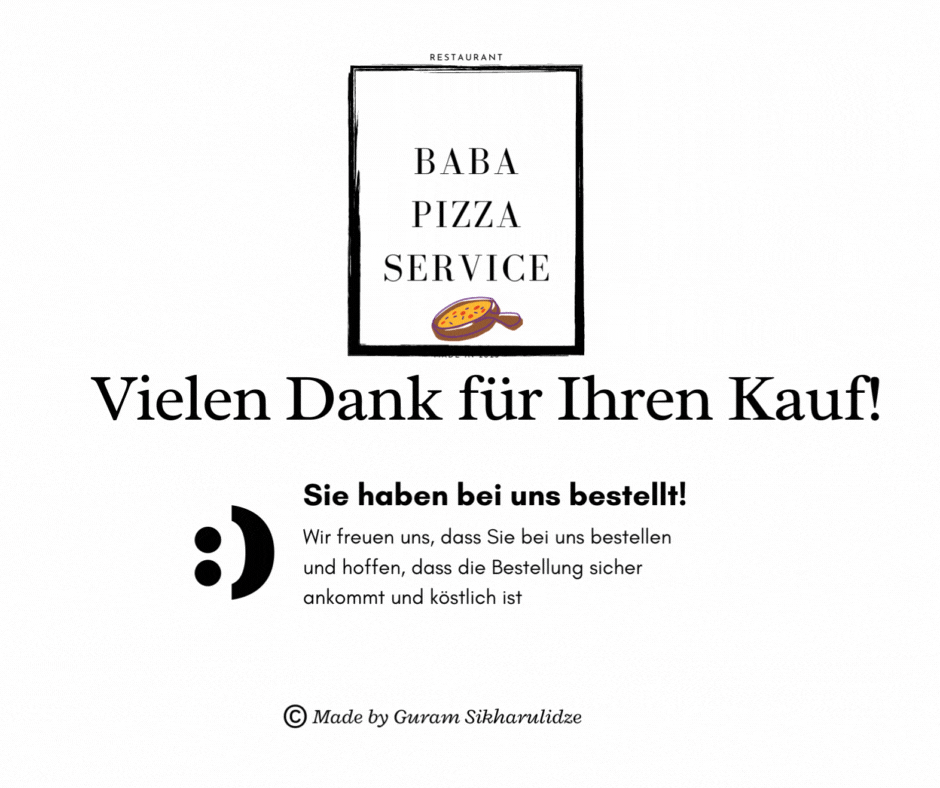 RESTAURANT
BABA
PIZZA
SERVICE
Vielen Dank für Ihren Kauf!
Sie haben bei uns bestellt!
Wir freuen uns, dass Sie bei uns bestellen
und hoffen, dass die Bestellung sicher
ankommt und köstlich ist
:)
© Made by Guram Sikharulidze